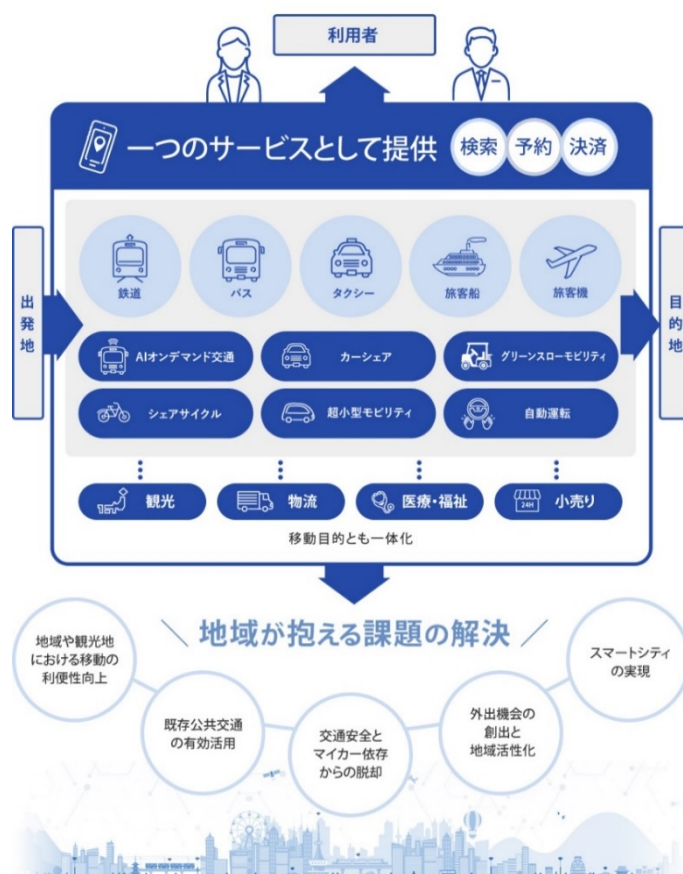 利用者
一つのサービスとして提供
検索
予約
決済
出発地
目的地
鉄道
バス
タクシー
旅客船
旅客機
AIオンデマンド交通
カーシェア
グリーンスローモビリティ
シェアサイクル
超小型モビリティ
自動運転
観光
物流
医療・福祉
24H
小売り
移動目的とも一体化
地域が抱える課題の解決
地域や観光地
における移動の
利便性向上
既存公共交通
の有効活用
交通安全と
マイカー依存
からの脱却
外出機会の
創出と
地域活性化
スマートシティ
の実現